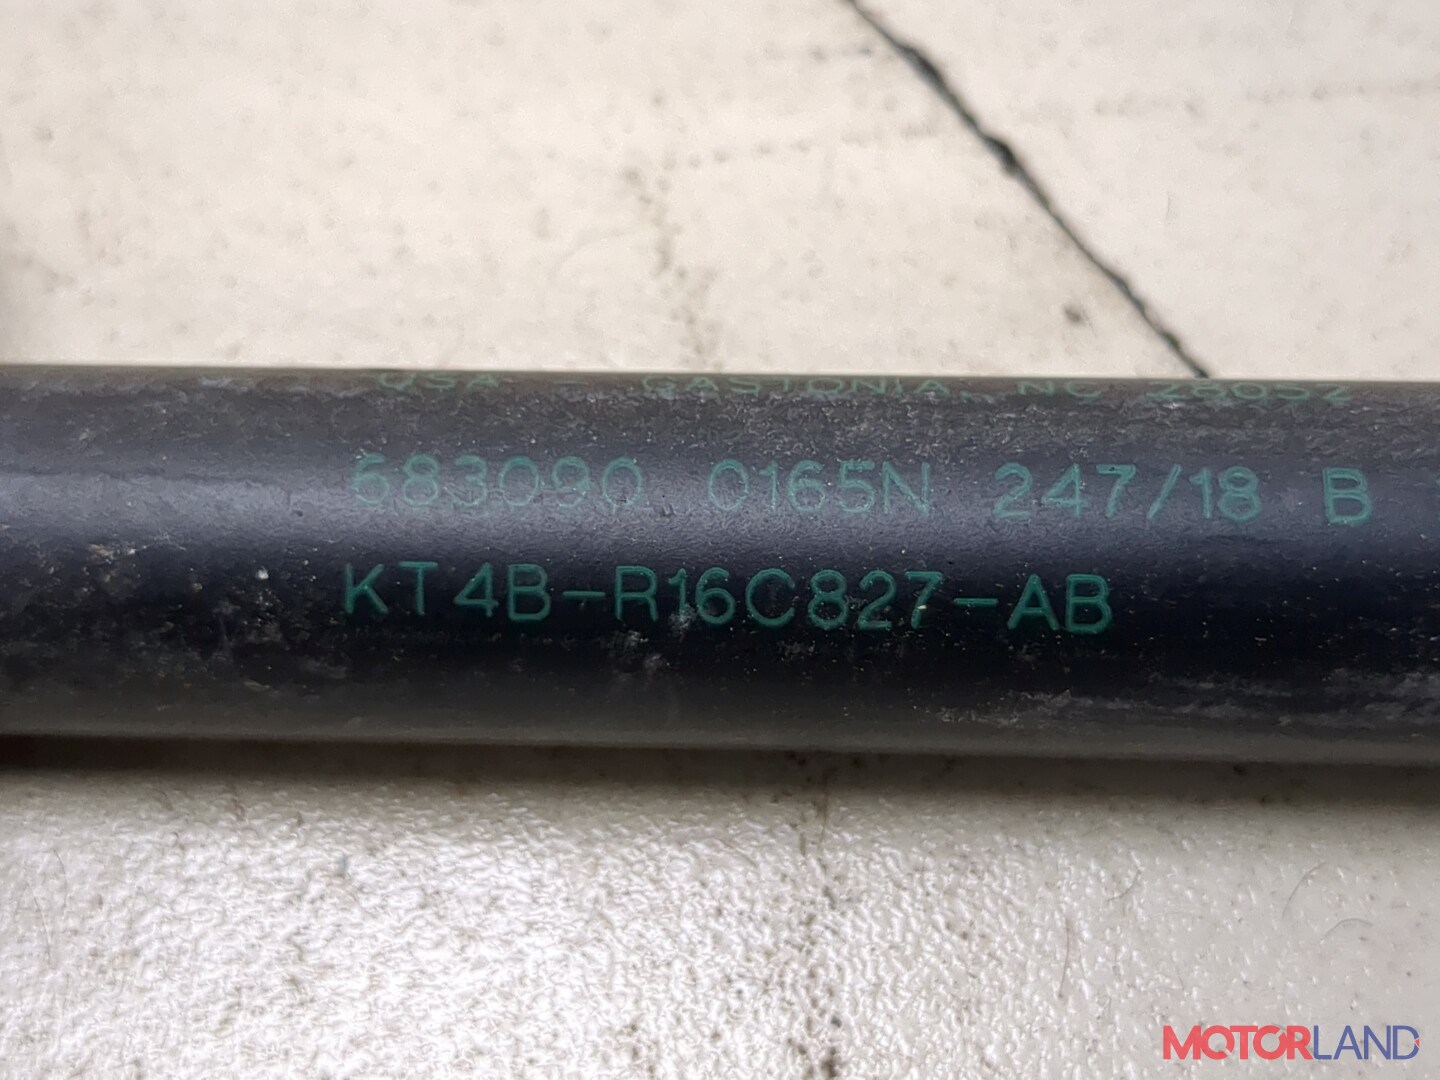 USA - GASTONIA, NC 28052
683090 0165N 247/18 B
KT4B-R16C827-AB
MOTORLAND